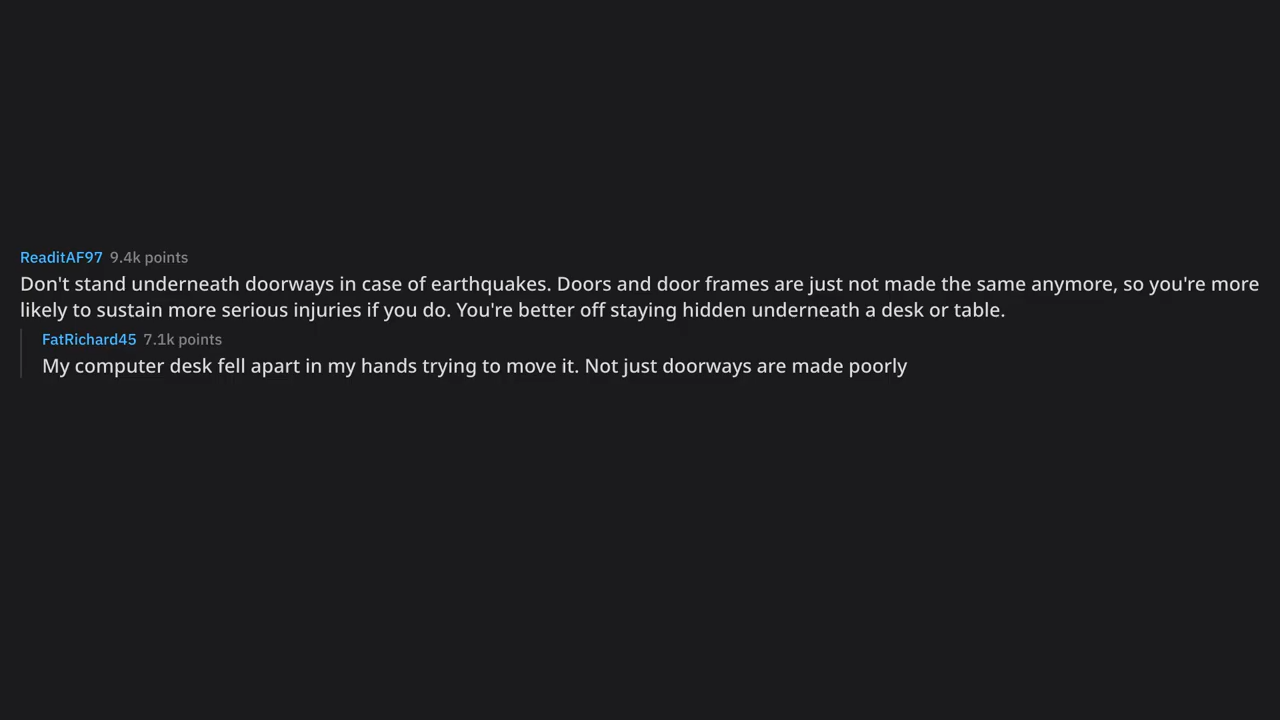 ReaditAF97 9.4k points
Don't stand underneath doorways in case of earthquakes. Doors and door frames are just not made the same anymore, so you're more
likely to sustain more serious injuries if you do. You're better off staying hidden underneath a desk or table.
FatRichard45 7.1k points
My computer desk fell apart in my hands trying to move it. Not just doorways are made poorly